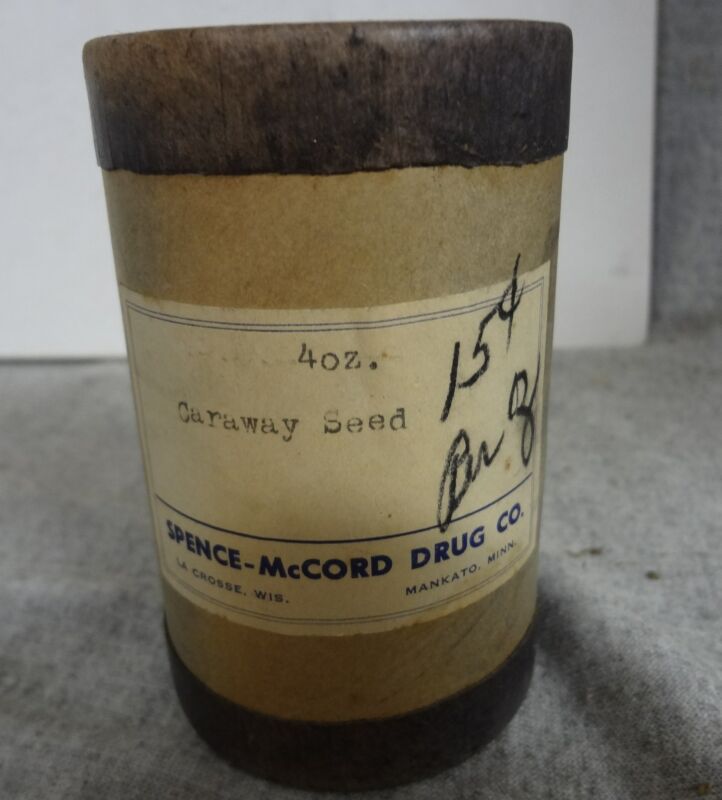 4oz.
Caraway Seed
15¢
SPENCE-McCORD DRUG CO.
LA CROSSE, WIS.
MANKATO, MINN.